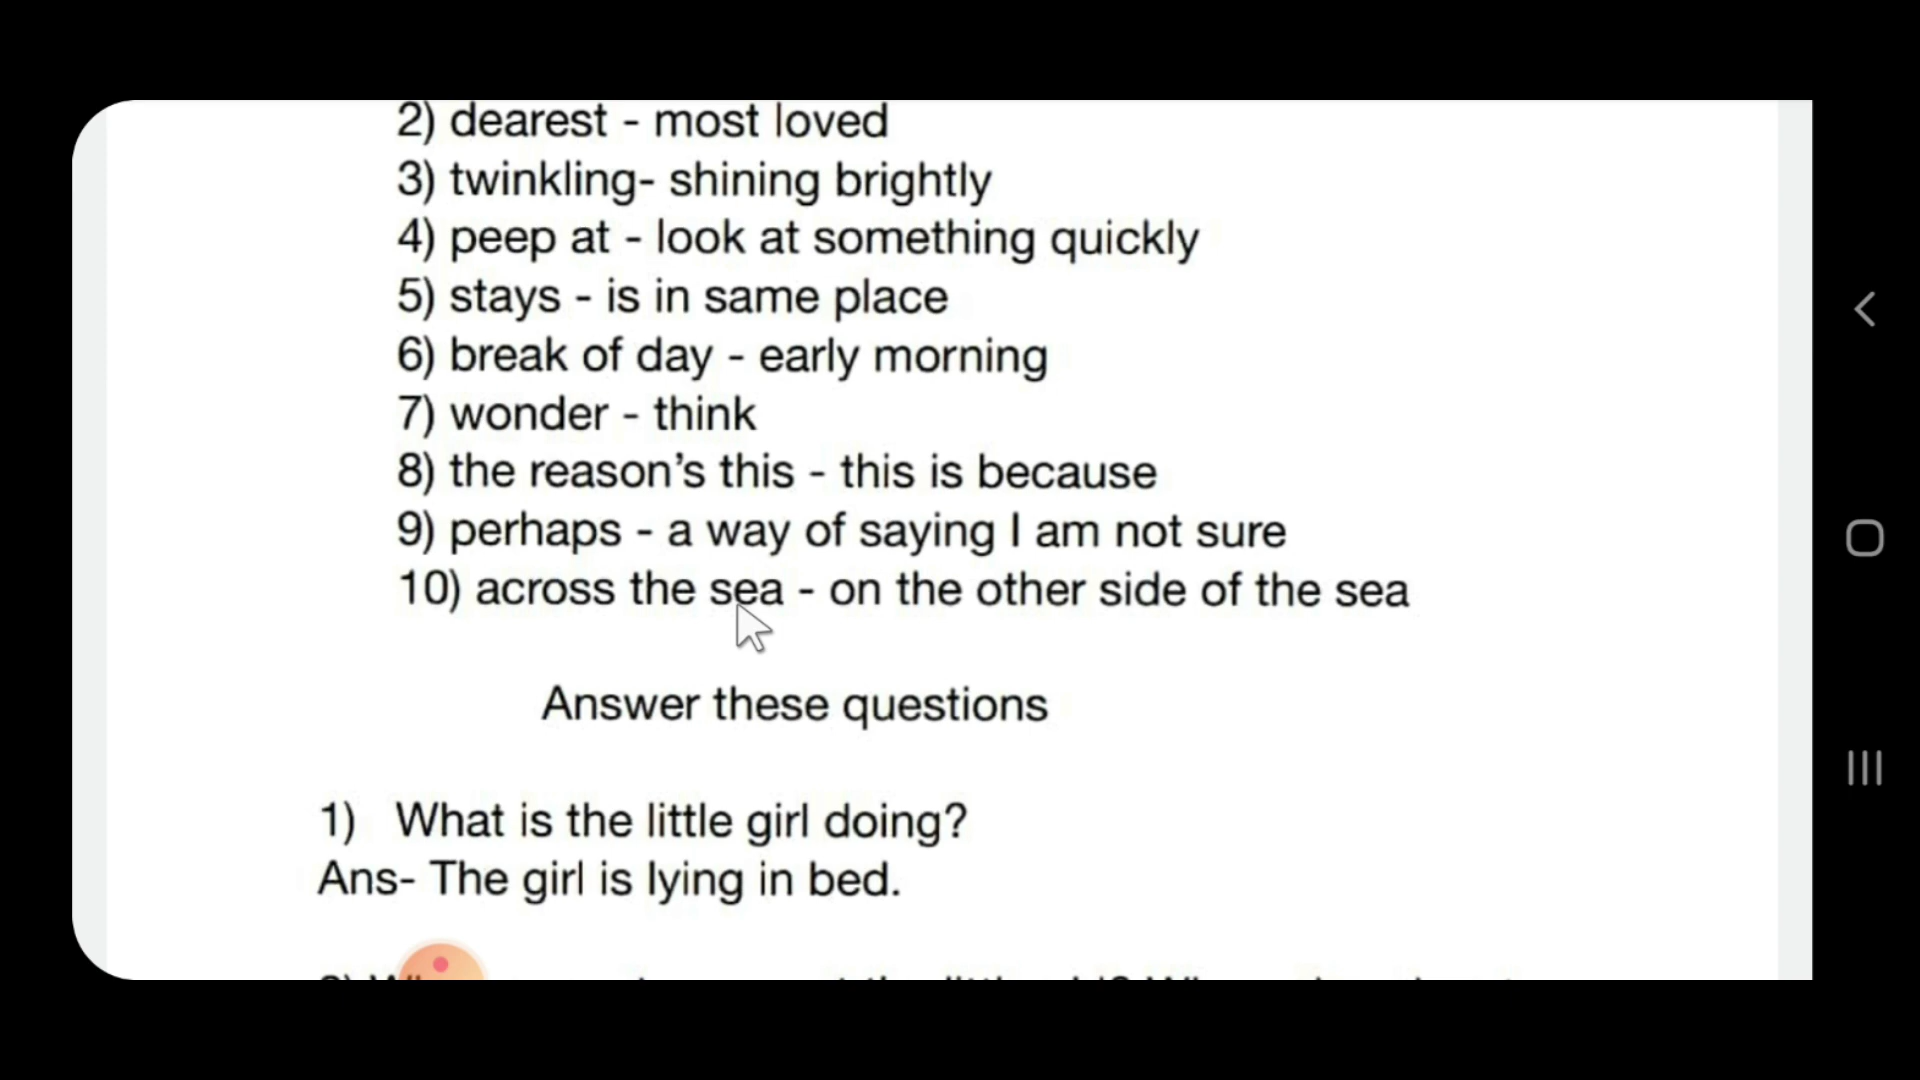 2) dearest - most loved
3) twinkling- shining brightly
4) peep at - look at something quickly
5) stays - is in same place
6) break of day - early morning
7) wonder - think
8) the reason’s this - this is because
9) perhaps - a way of saying I am not sure
10) across the sea - on the other side of the sea
Answer these questions
1) What is the little girl doing?
Ans- The girl is lying in bed.